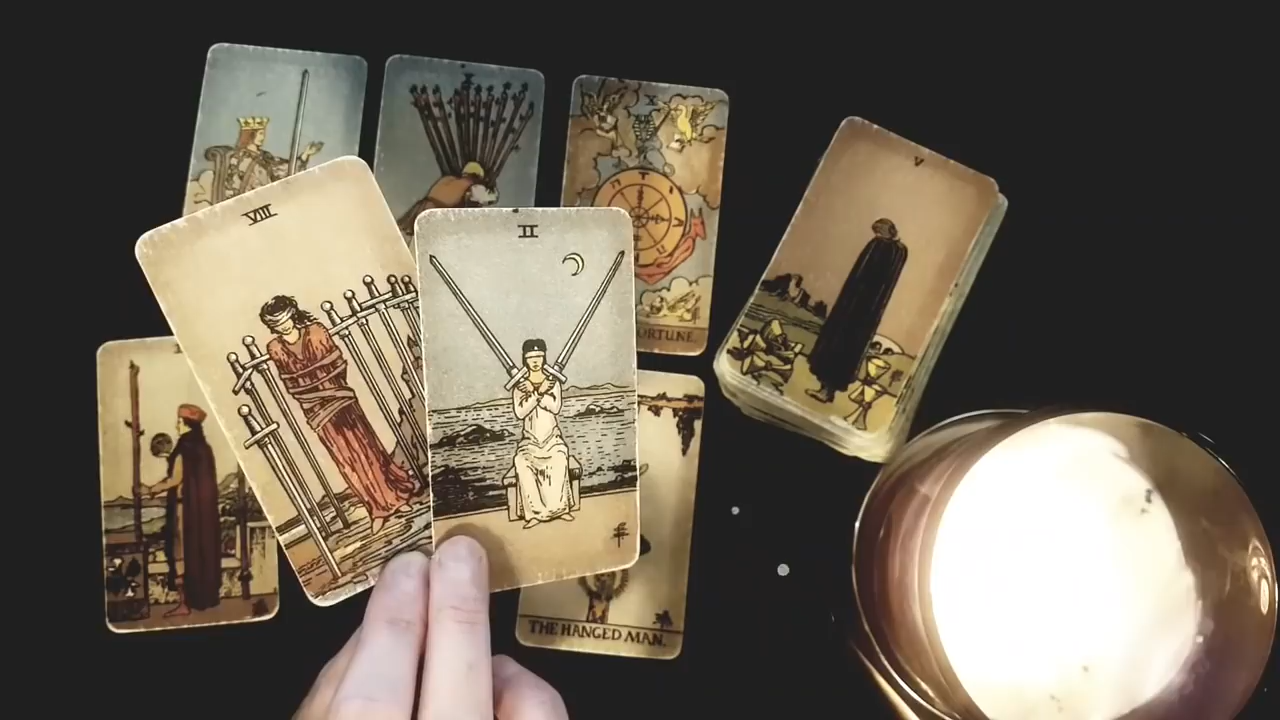 X
X
V
VIII
II
ORTUNE.
THE HANGED MAN.